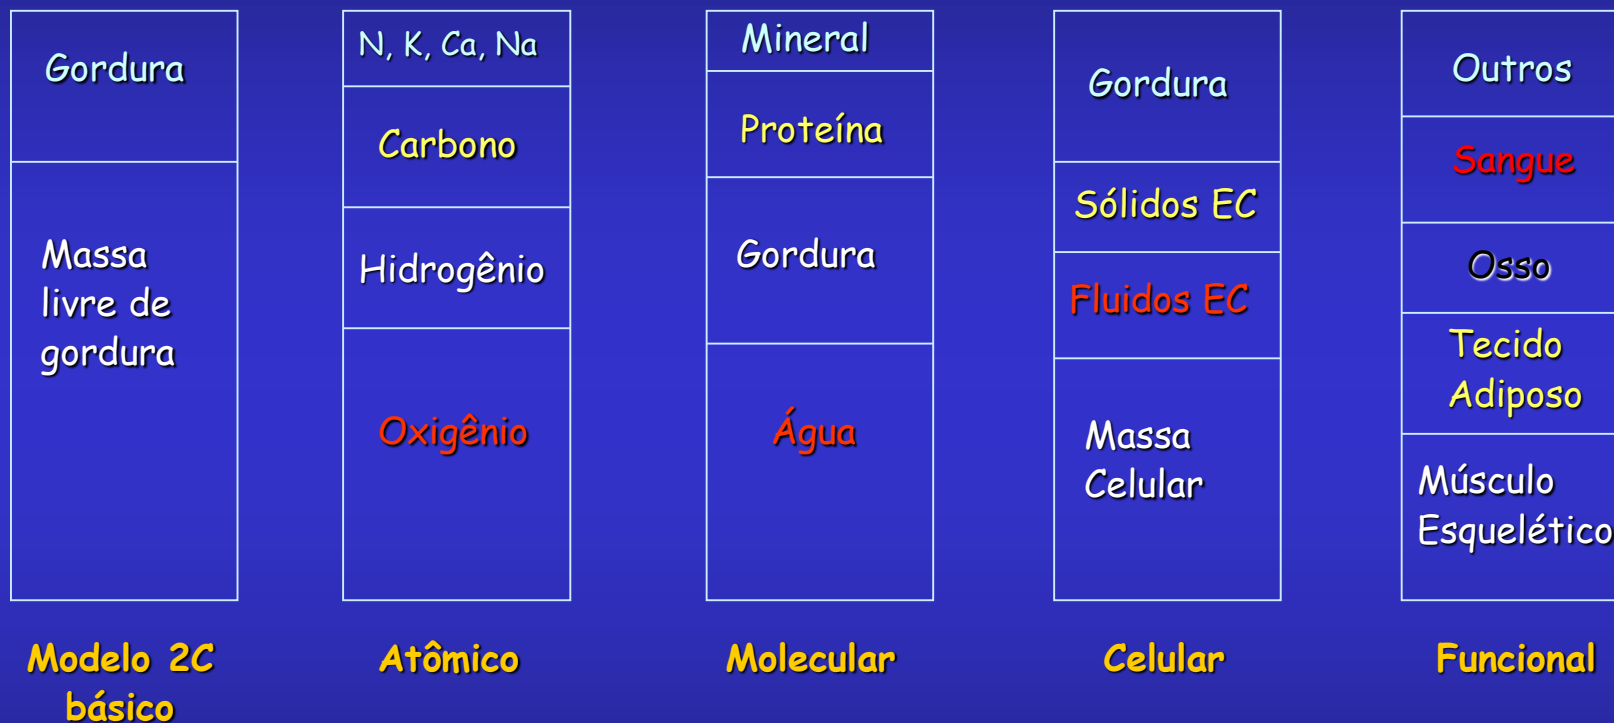 Gordura
Massa
livre de
gordura
Modelo 2C
básico
N, K, Ca, Na
Carbono
Hidrogênio
Oxigênio
Atômico
Mineral
Proteína
Gordura
Água
Molecular
Gordura
Sólidos EC
Fluidos EC
Massa
Celular
Celular
Outros
Sangue
Osso
Tecido
Adiposo
Músculo
Esquelético
Funcional